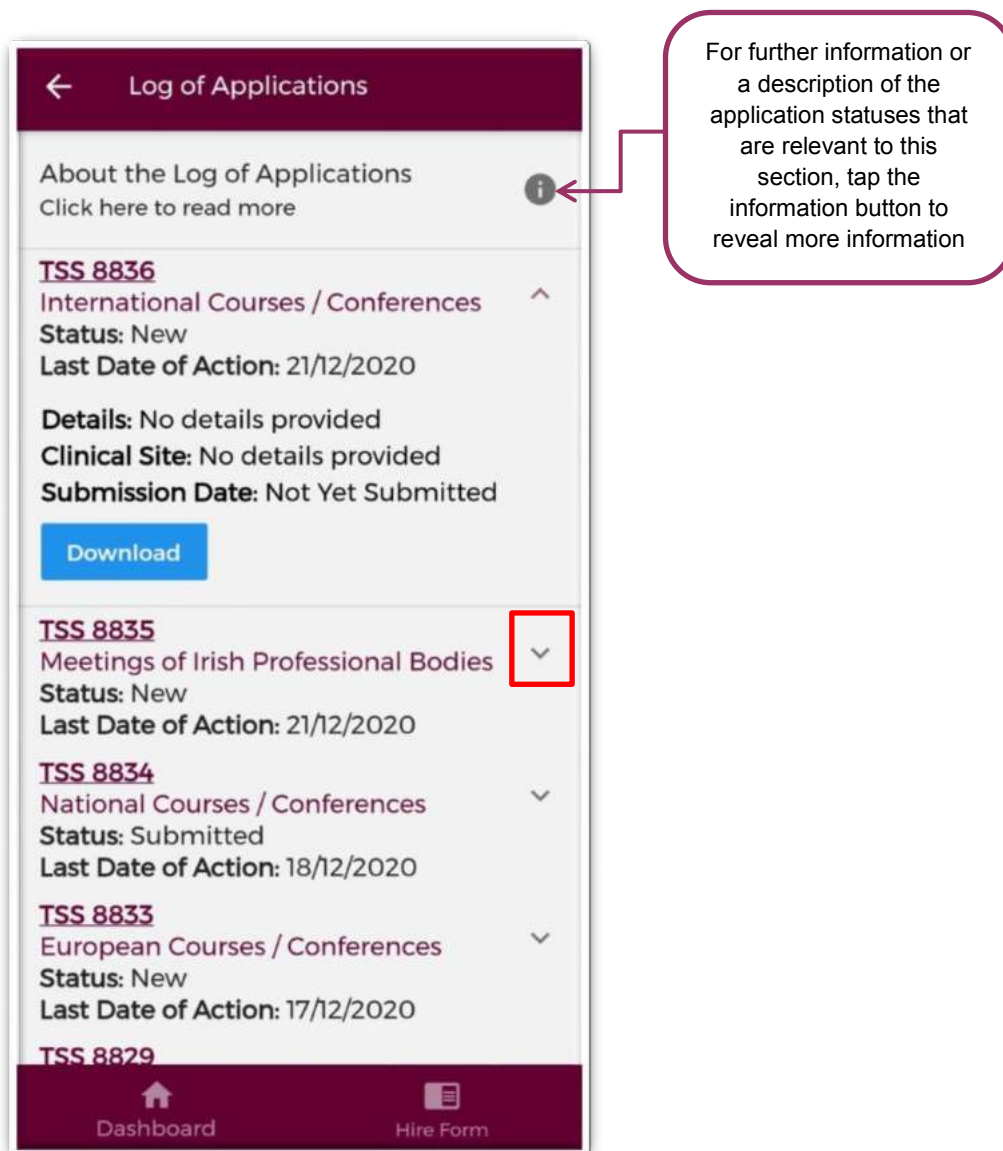 Log of Applications
About the Log of Applications
Click here to read more
For further information or
a description of the
application statuses that
are relevant to this
section, tap the
information button to
reveal more information
TSS 8836
International Courses / Conferences
Status: New
Last Date of Action: 21/12/2020
Details: No details provided
Clinical Site: No details provided
Submission Date: Not Yet Submitted
Download
TSS 8835
Meetings of Irish Professional Bodies
Status: New
Last Date of Action: 21/12/2020
TSS 8834
National Courses / Conferences
Status: Submitted
Last Date of Action: 18/12/2020
TSS 8833
European Courses / Conferences
Status: New
Last Date of Action: 17/12/2020
TSS 8829
Dashboard
Hire Form